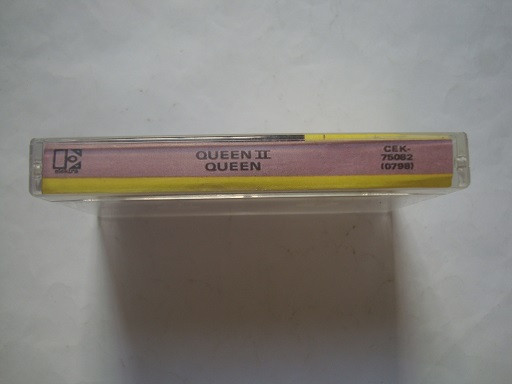 QUEEN II
QUEEN
CEK-
75082
(0798)